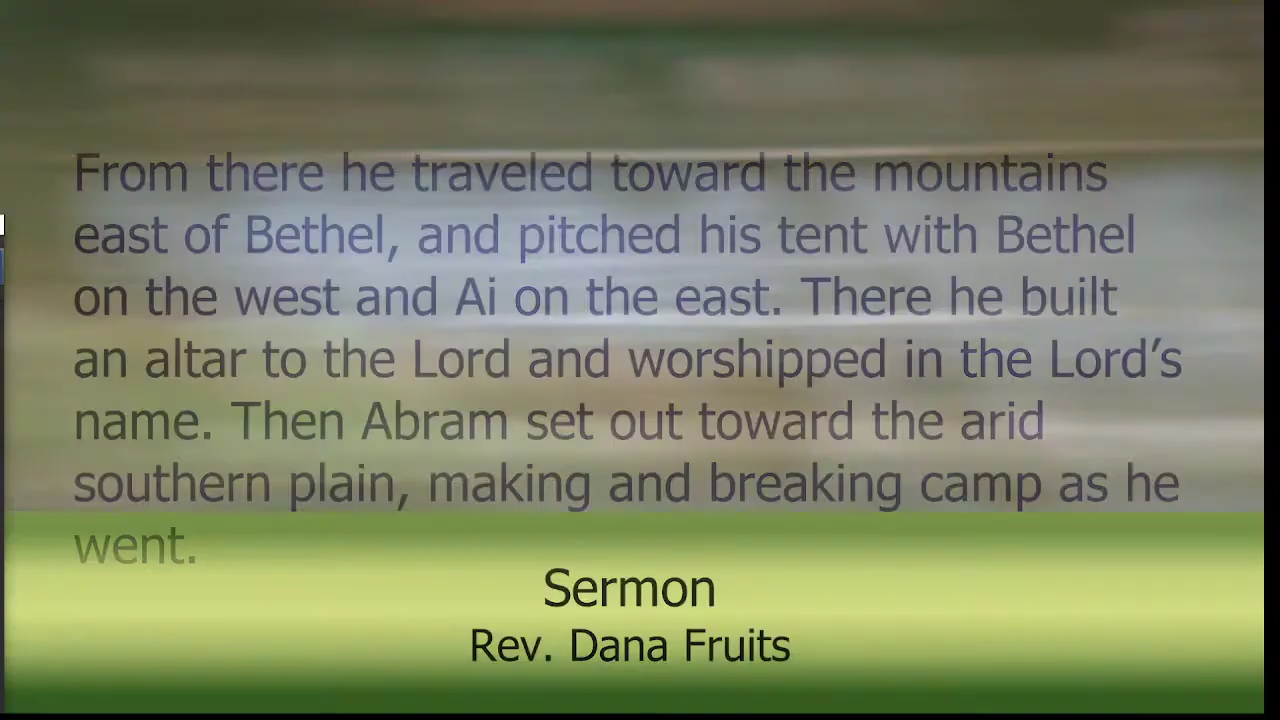 From there he traveled toward the mountains
east of Bethel, and pitched his tent with Bethel
on the west and Ai on the east. There he built
an altar to the Lord and worshipped in the Lord’s
name. Then Abram set out toward the arid
southern plain, making and breaking camp as he
went.
Sermon
Rev. Dana Fruits